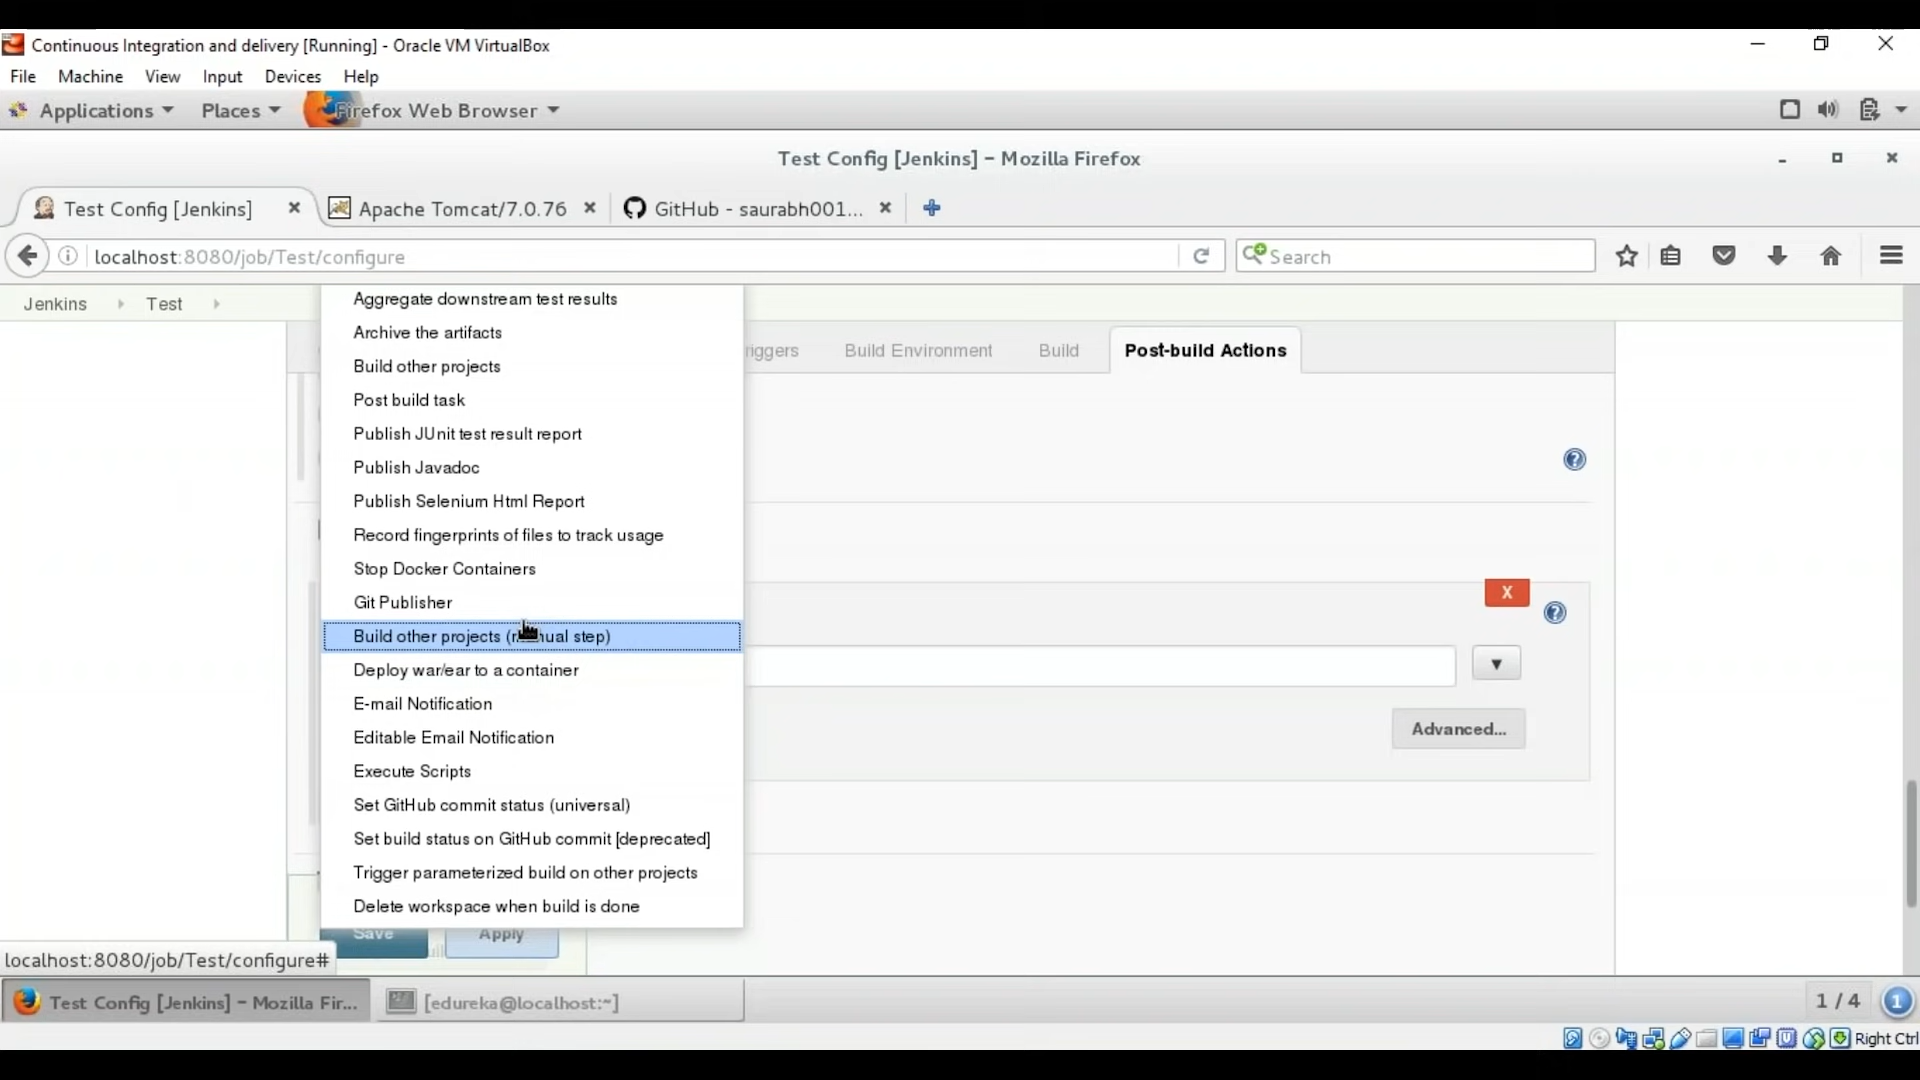 Continuous Integration and delivery [Running] - Oracle VM VirtualBox
File Machine View Input Devices Help
Applications Places Firefox Web Browser
Test Config [Jenkins] - Mozilla Firefox
Test Config [Jenkins] Apache Tomcat/7.0.76 GitHub - saurabh001...
localhost:8080/job/Test/configure Search
Jenkins Test
riggers Build Environment Build Post-build Actions
Aggregate downstream test results
Archive the artifacts
Build other projects
Post build task
Publish JUnit test result report
Publish Javadoc
Publish Selenium Html Report
Record fingerprints of files to track usage
Stop Docker Containers
Git Publisher
X
Build other projects (manual step)
Deploy war/ear to a container
E-mail Notification
Advanced...
Editable Email Notification
Execute Scripts
Set GitHub commit status (universal)
Set build status on GitHub commit [deprecated]
Trigger parameterized build on other projects
Delete workspace when build is done
Save Apply
localhost:8080/job/Test/configure#
Test Config [Jenkins] - Mozilla Fir... [edureka@localhost:~] 1 / 4 1
Right Ctrl